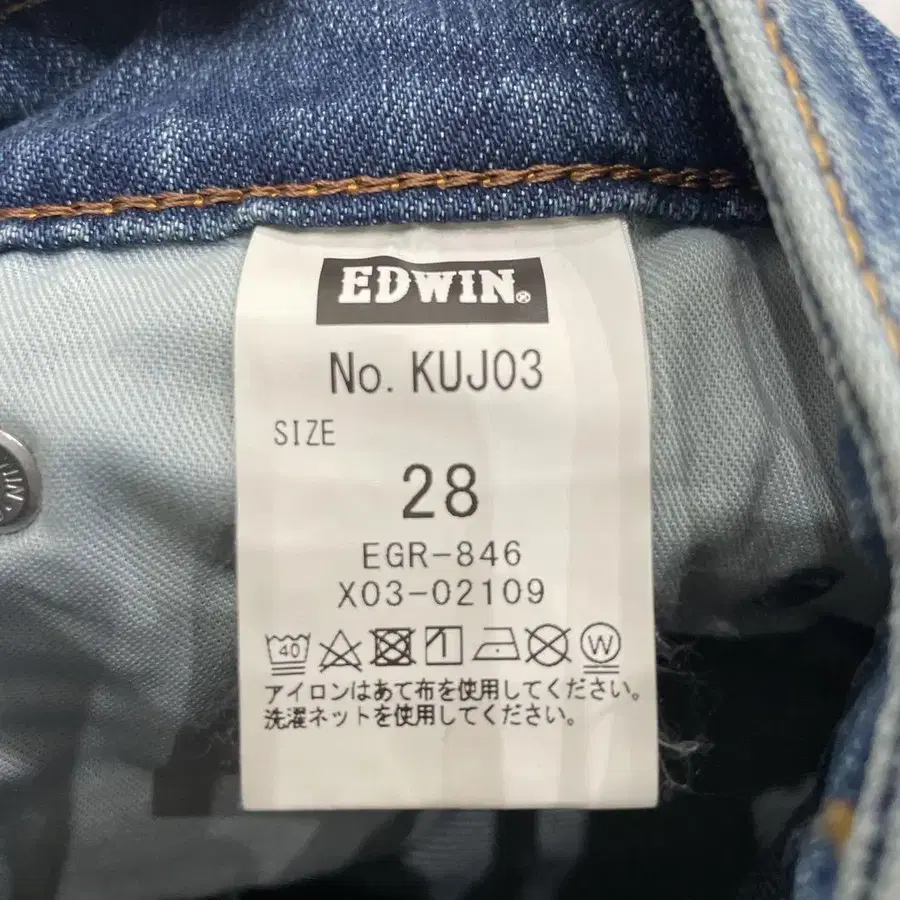 EDWIN®
No. KUJ03
SIZE
28
EGR-846
X03-02109
40 W
アイロンはあて布を使用してください。
洗濯ネットを使用してください。